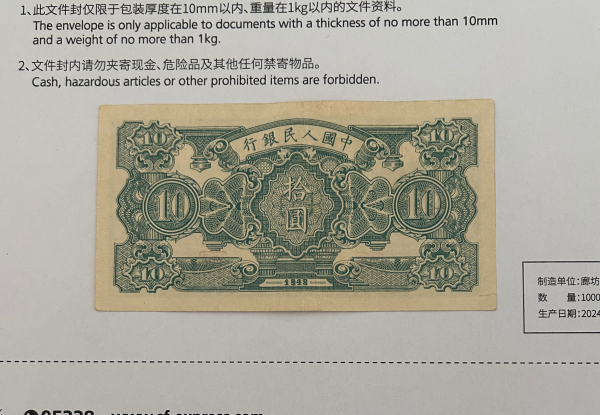 1、此文件封仅限于包装厚度在10mm以内、重量在1kg以内的文件资料。
The envelope is only applicable to documents with a thickness of no more than 10mm
and a weight of no more than 1kg.
2、文件封内请勿夹寄现金、危险品及其他任何禁寄物品。
Cash, hazardous articles or other prohibited items are forbidden.
行銀民人國中
10 10
拾
10 10
圓
10 10
1948
制造单位:廊坊
数 量:1000
生产日期:2024
95338 www.sf-express.com